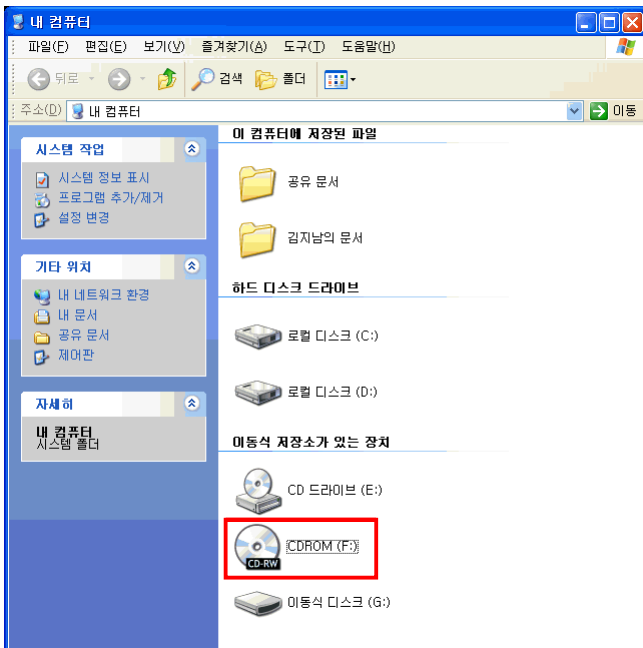 내 컴퓨터
파일(F) 편집(E) 보기(V) 즐겨찾기(A) 도구(T) 도움말(H)
뒤로 검색 폴더
주소(D) 내 컴퓨터 이동
시스템 작업
시스템 정보 표시
프로그램 추가/제거
설정 변경
기타 위치
내 네트워크 환경
내 문서
공유 문서
제어판
자세히
내 컴퓨터
시스템 폴더
이 컴퓨터에 저장된 파일
공유 문서
김지남의 문서
하드 디스크 드라이브
로컬 디스크 (C:)
로컬 디스크 (D:)
이동식 저장소가 있는 장치
CD 드라이브 (E:)
CDROM (F:)
CD-RW
이동식 디스크 (G:)